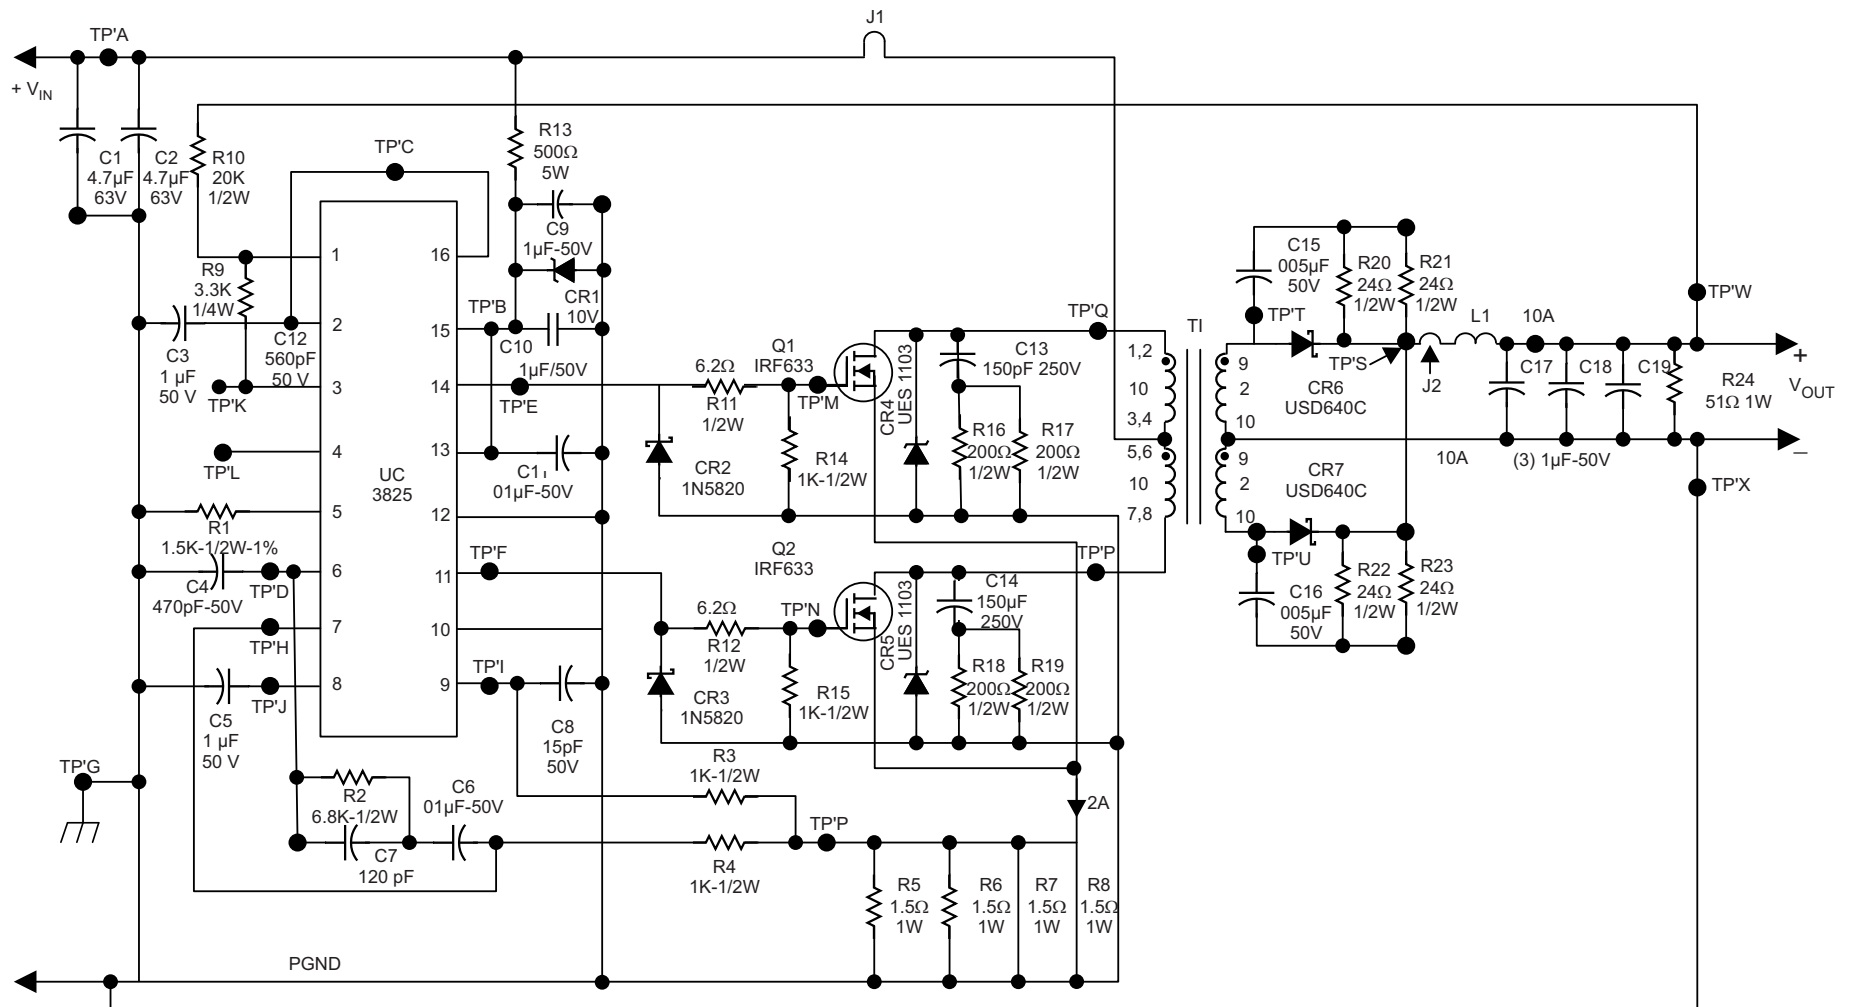 J1
TP'A
+ VIN
C1
4.7µF
63V
C2
4.7µF
63V
R10
20K
1/2W
TP'C
R13
500Ω
5W
C9
1µF-50V
CR1
10V
1
2
3
4
5
6
7
8
16
15
14
13
12
11
10
9
UC
3825
R9
3.3K
1/4W
C12
560pF
50 V
C3
1 µF
50 V
TP'K
TP'L
R1
1.5K-1/2W-1%
C4
470pF-50V
TP'D
TP'H
C5
1 µF
50 V
TP'J
TP'G
TP'B
C10
1µF/50V
TP'E
C11
01µF-50V
TP'F
TP'I
C8
15pF
50V
R2
6.8K-1/2W
C7
120 pF
C6
01µF-50V
R3
1K-1/2W
R4
1K-1/2W
TP'P
PGND
6.2Ω
R11
1/2W
CR2
1N5820
Q1
IRF633
TP'M
R14
1K-1/2W
CR4
UES 1103
C13
150pF 250V
R16
200Ω
1/2W
R17
200Ω
1/2W
TP'Q
Q2
IRF633
6.2Ω
R12
1/2W
TP'N
CR3
1N5820
R15
1K-1/2W
CR5
UES 1103
C14
150µF
250V
R18
200Ω
1/2W
R19
200Ω
1/2W
TP'P
2A
R5
1.5Ω
1W
R6
1.5Ω
1W
R7
1.5Ω
1W
R8
1.5Ω
1W
TI
1,2
10
3,4
5,6
10
7,8
9
2
10
9
2
10
C15
005µF
50V
R20
24Ω
1/2W
R21
24Ω
1/2W
TP'T
CR6
USD640C
TP'S
J2
L1
10A
C17
C18
C19
R24
51Ω 1W
TP'W
+
VOUT
–
10A
(3) 1µF-50V
TP'X
CR7
USD640C
TP'U
C16
005µF
50V
R22
24Ω
1/2W
R23
24Ω
1/2W